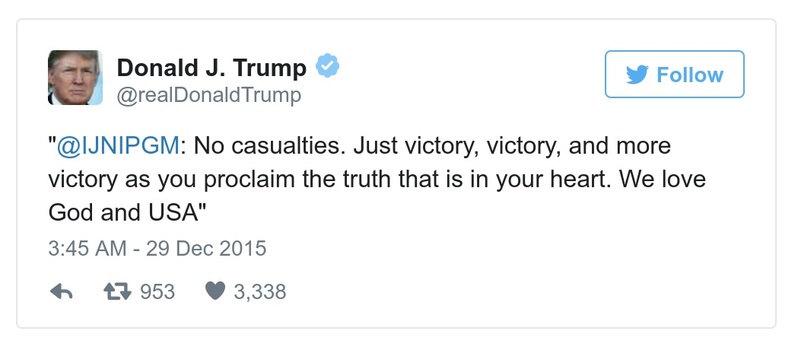 Donald J. Trump
@realDonaldTrump
Follow
"@IJNIPGM: No casualties. Just victory, victory, and more
victory as you proclaim the truth that is in your heart. We love
God and USA"
3:45 AM - 29 Dec 2015
953 3,338